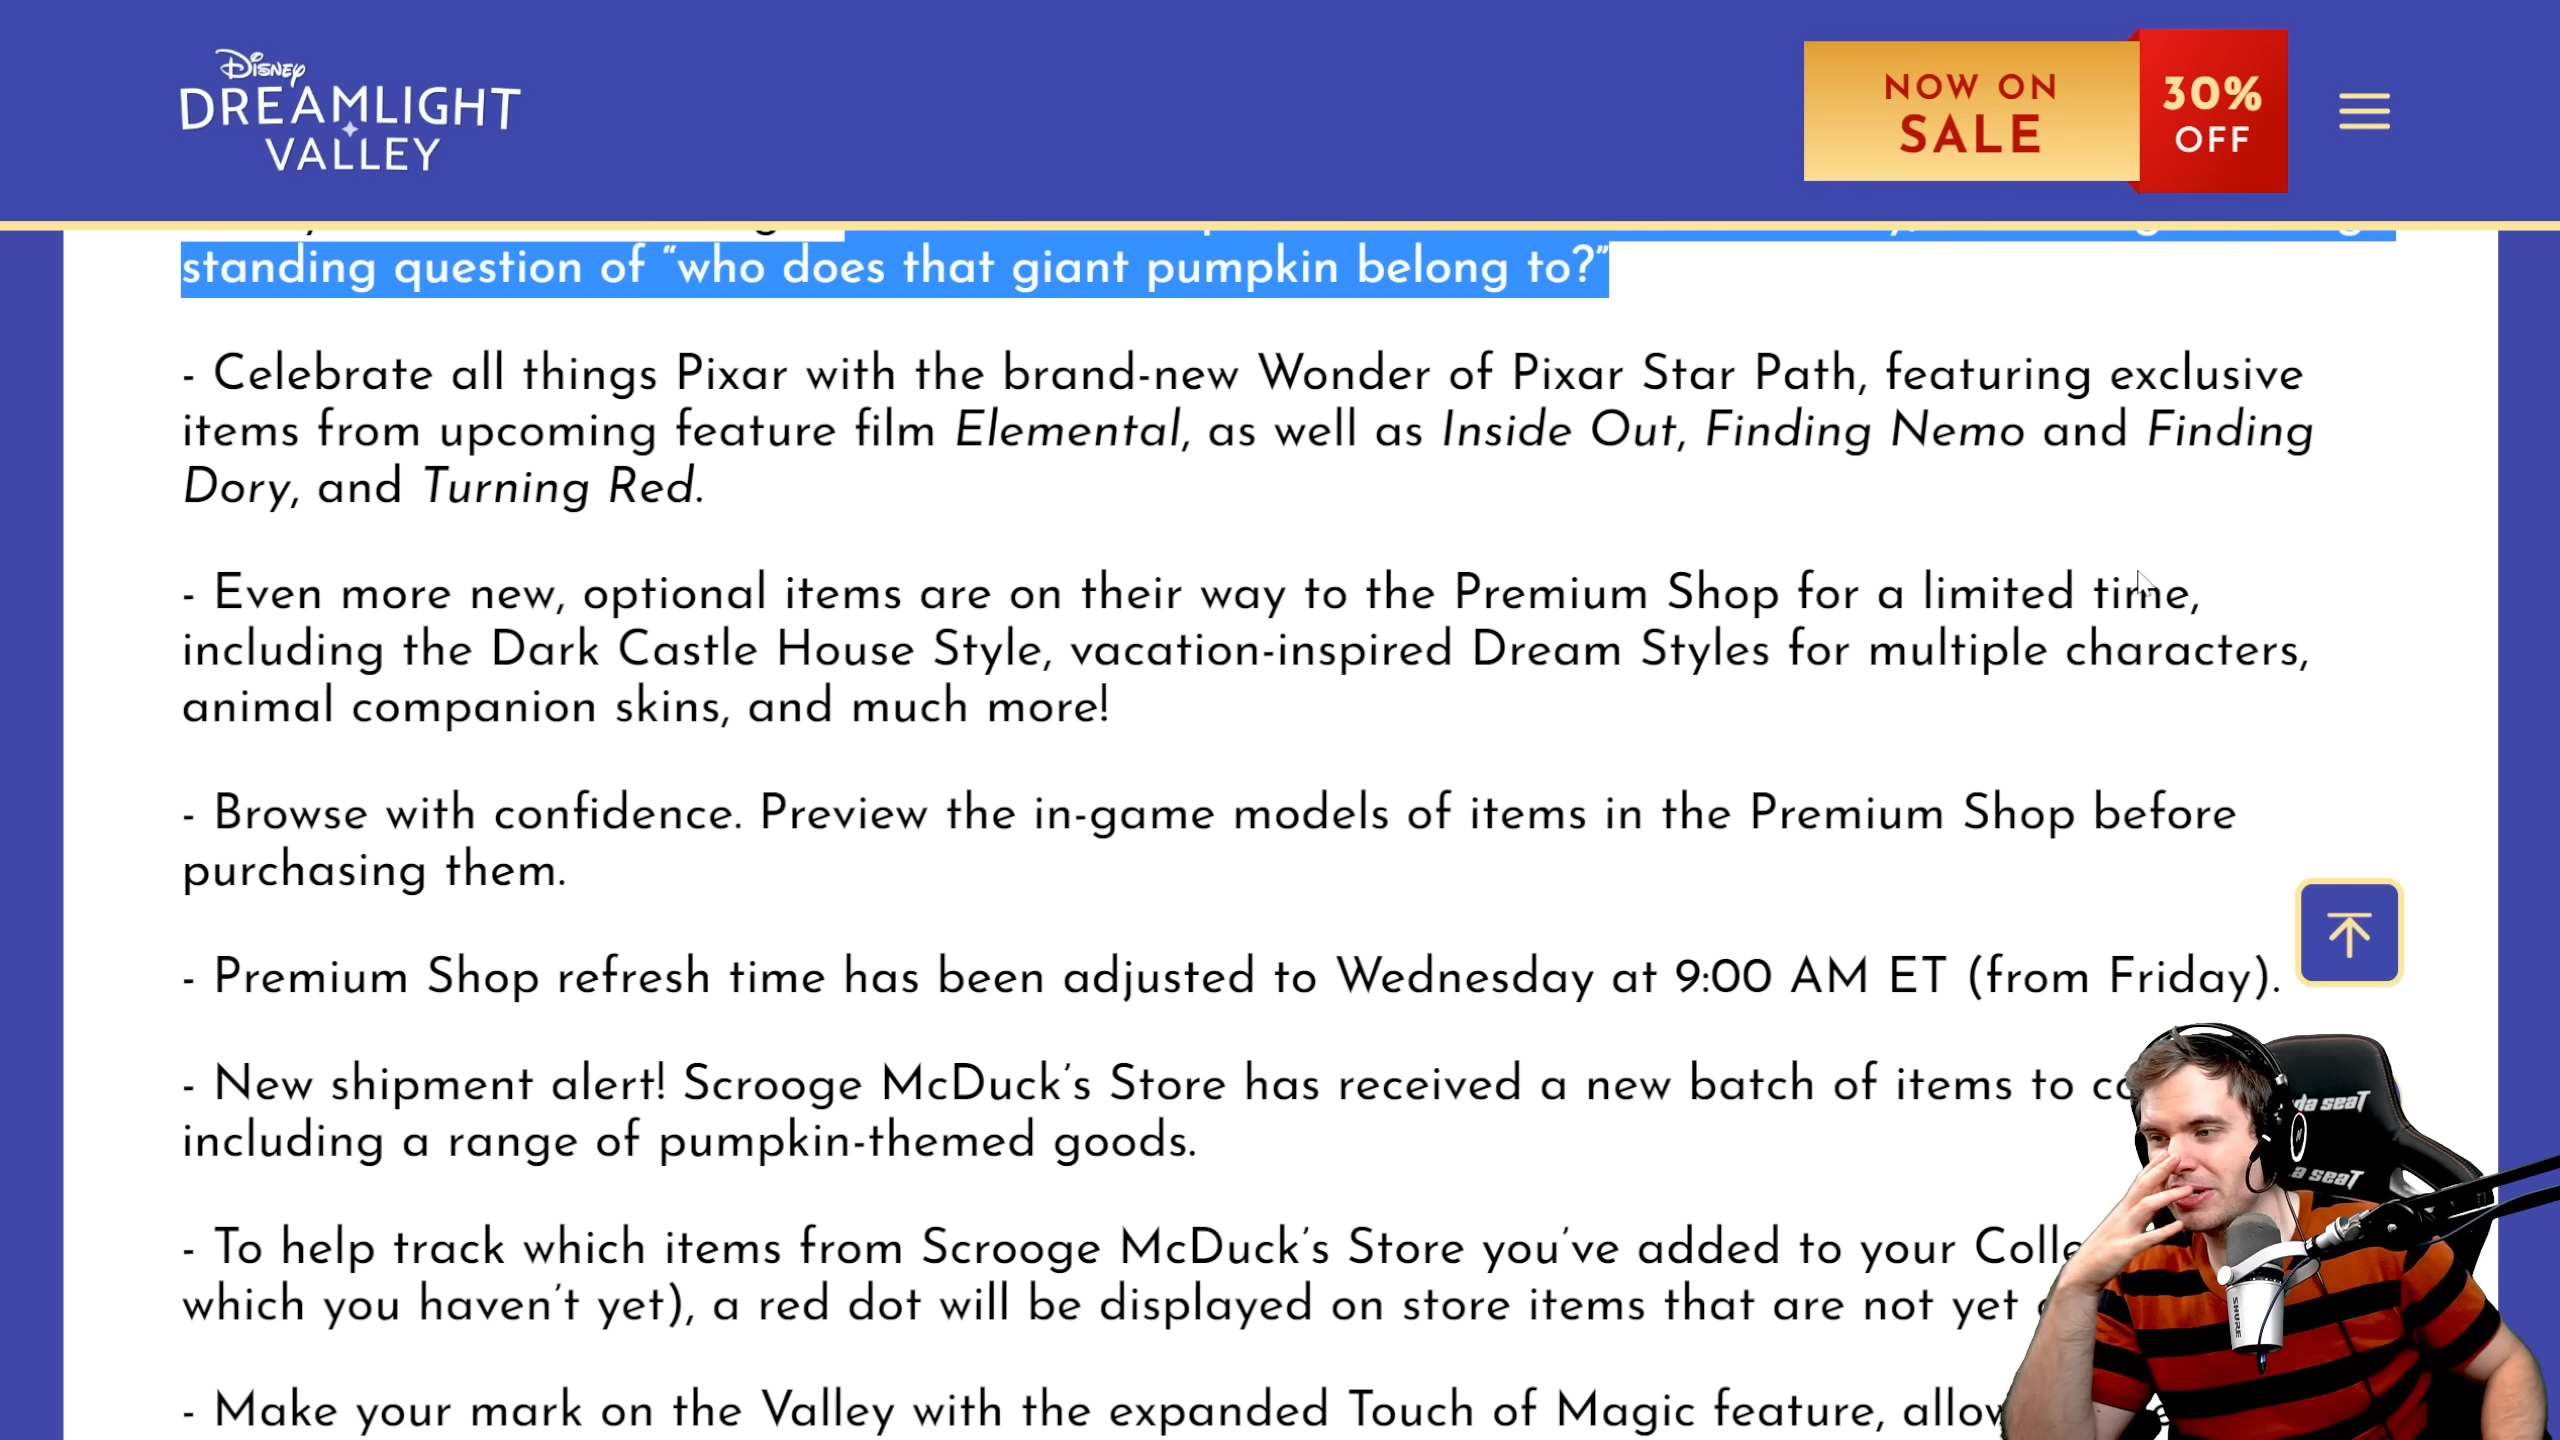 Disney
DREAMLIGHT
VALLEY
NOW ON
SALE
30%
OFF
standing question of “who does that giant pumpkin belong to?”
- Celebrate all things Pixar with the brand-new Wonder of Pixar Star Path, featuring exclusive
items from upcoming feature film Elemental, as well as Inside Out, Finding Nemo and Finding
Dory, and Turning Red.
- Even more new, optional items are on their way to the Premium Shop for a limited time,
including the Dark Castle House Style, vacation-inspired Dream Styles for multiple characters,
animal companion skins, and much more!
- Browse with confidence. Preview the in-game models of items in the Premium Shop before
purchasing them.
- Premium Shop refresh time has been adjusted to Wednesday at 9:00 AM ET (from Friday).
- New shipment alert! Scrooge McDuck’s Store has received a new batch of items to
including a range of pumpkin-themed goods.
- To help track which items from Scrooge McDuck’s Store you’ve added to your
which you haven’t yet), a red dot will be displayed on store items that are not yet
- Make your mark on the Valley with the expanded Touch of Magic feature,
da seaT
a seaT
SHURE